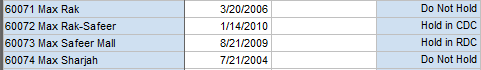 60071 Max Rak 3/20/2006 Do Not Hold
60072 Max Rak-Safeer 1/14/2010 Hold in CDC
60073 Max Safeer Mall 8/21/2009 Hold in RDC
60074 Max Sharjah 7/21/2004 Do Not Hold